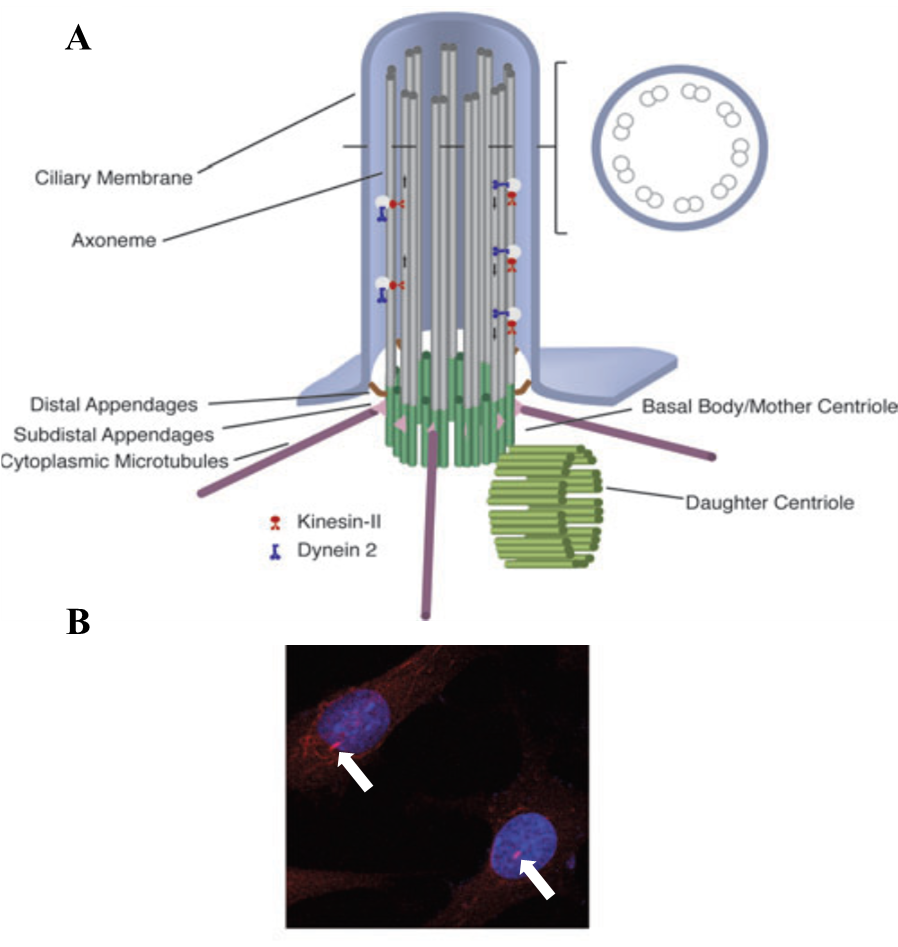 A
Ciliary Membrane
Axoneme
Distal Appendages
Subdistal Appendages
Cytoplasmic Microtubules
Basal Body/Mother Centriole
Daughter Centriole
Kinesin-II
Dynein 2
B